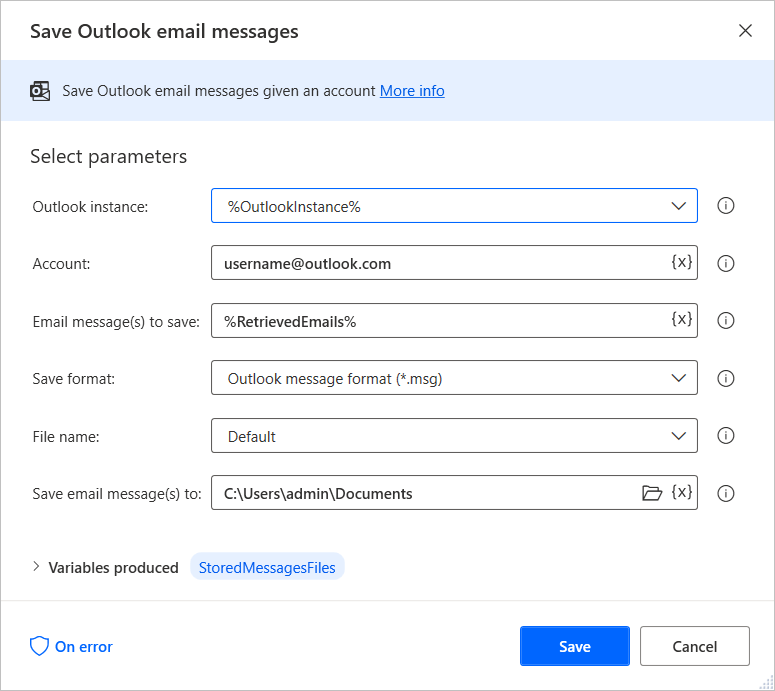 Save Outlook email messages
Save Outlook email messages given an account More info
Select parameters
Outlook instance: %OutlookInstance%
Account: username@outlook.com {x}
Email message(s) to save: %RetrievedEmails% {x}
Save format: Outlook message format (*.msg)
File name: Default
Save email message(s) to: C:\Users\admin\Documents {x}
Variables produced StoredMessagesFiles
On error Save Cancel